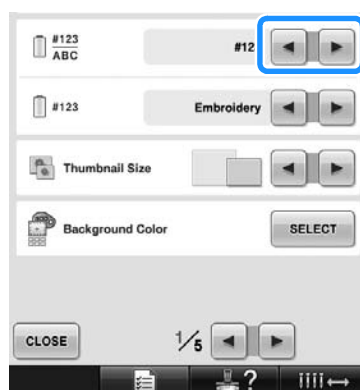 #123
ABC
#12
#123
Embroidery
Thumbnail Size
Background Color
SELECT
CLOSE
1/5
?